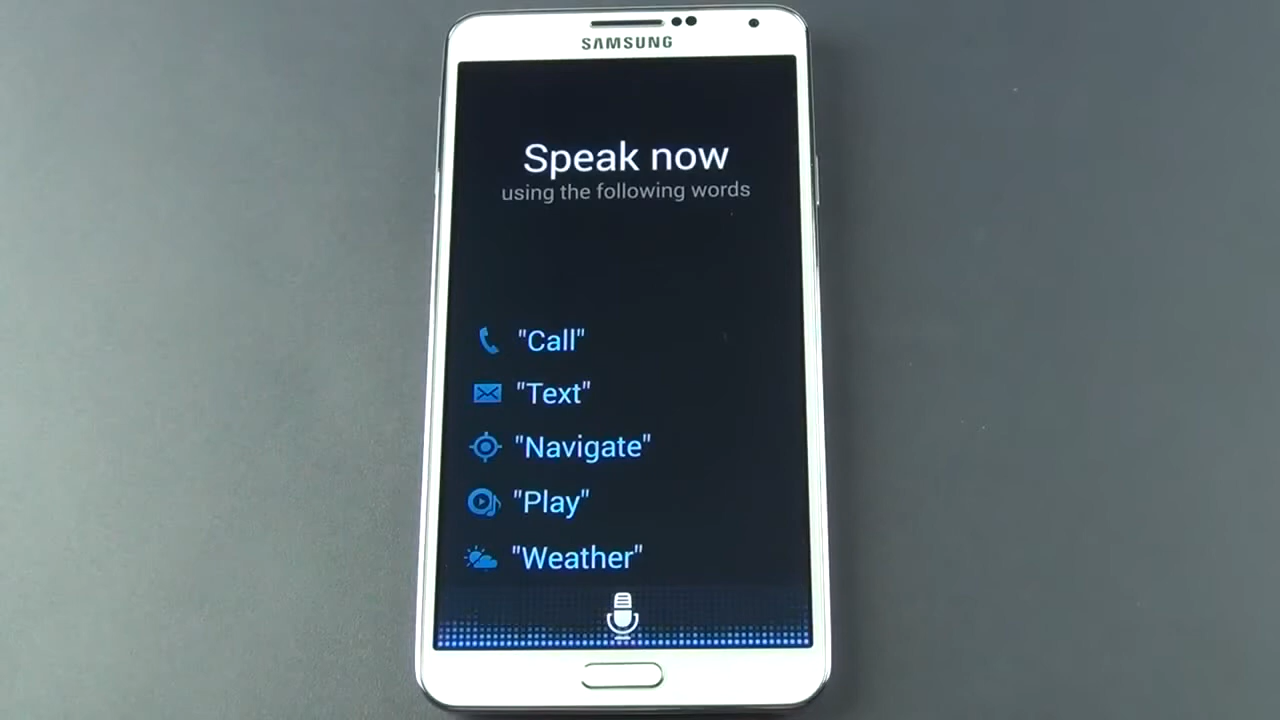 SAMSUNG
Speak now
using the following words
"Call"
"Text"
"Navigate"
"Play"
"Weather"